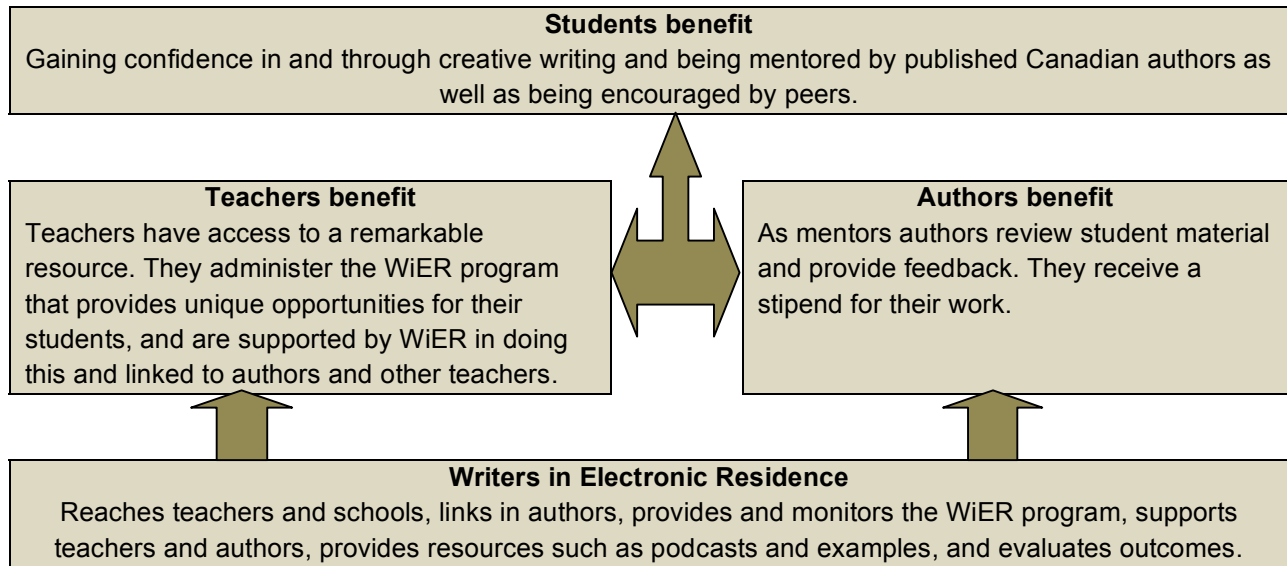 Students benefit
Gaining confidence in and through creative writing and being mentored by published Canadian authors as
well as being encouraged by peers.
Teachers benefit
Teachers have access to a remarkable
resource. They administer the WiER program
that provides unique opportunities for their
students, and are supported by WiER in doing
this and linked to authors and other teachers.
Authors benefit
As mentors authors review student material
and provide feedback. They receive a
stipend for their work.
Writers in Electronic Residence
Reaches teachers and schools, links in authors, provides and monitors the WiER program, supports
teachers and authors, provides resources such as podcasts and examples, and evaluates outcomes.